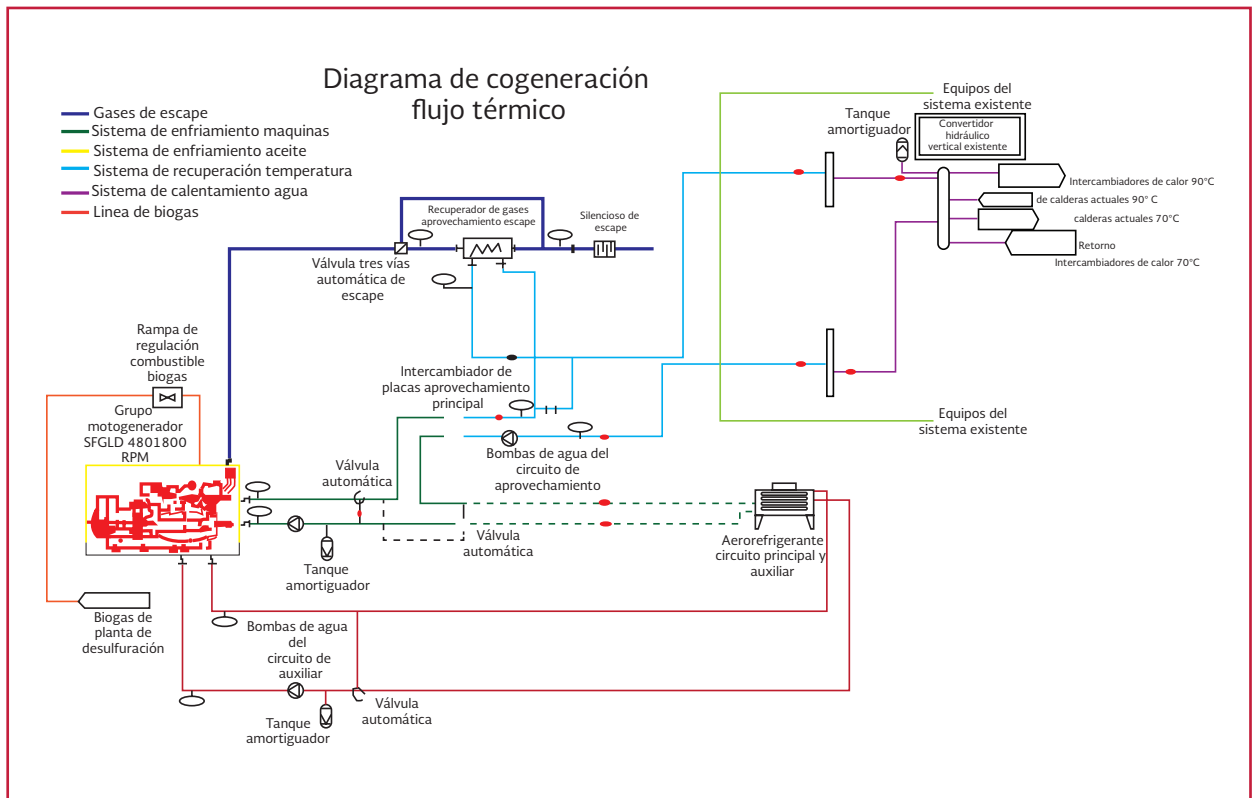 Diagrama de cogeneración
flujo térmico
Gases de escape
Sistema de enfriamiento maquinas
Sistema de enfriamiento aceite
Sistema de recuperación temperatura
Sistema de calentamiento agua
Linea de biogas
Equipos del
sistema existente
Tanque
amortiguador
Convertidor
hidráulico
vertical existente
Intercambiadores de calor 90°C
de calderas actuales 90° C
calderas actuales 70°C
Retorno
Intercambiadores de calor 70°C
Recuperador de gases
aprovechamiento escape
Silencioso de
escape
Válvula tres vías
automática de
escape
Rampa de
regulación
combustible
biogas
Grupo
motogenerador
SFGLD 4801800
RPM
Intercambiador de
placas aprovechamiento
principal
Equipos del
sistema existente
Bombas de agua del
circuito de
aprovechamiento
Válvula
automática
Válvula
automática
Aerorefrigerante
circuito principal y
auxiliar
Tanque
amortiguador
Biogas de
planta de
desulfuración
Bombas de agua
del
circuito de
auxiliar
Válvula
automática
Tanque
amortiguador